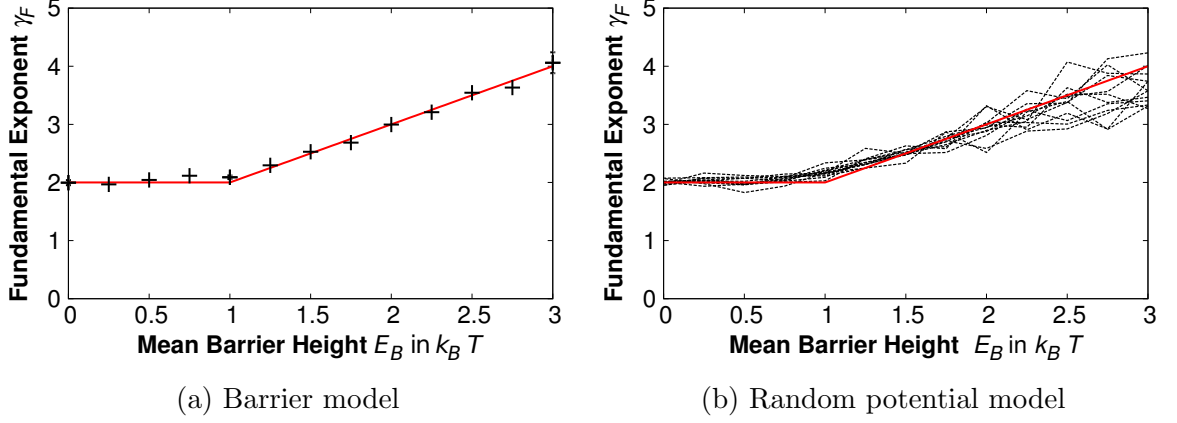 5
4
3
2
1
0
Fundamental Exponent γF
0 0.5 1 1.5 2 2.5 3
Mean Barrier Height EB in kB T
(a) Barrier model
5
4
3
2
1
0
Fundamental Exponent γF
0 0.5 1 1.5 2 2.5 3
Mean Barrier Height EB in kB T
(b) Random potential model